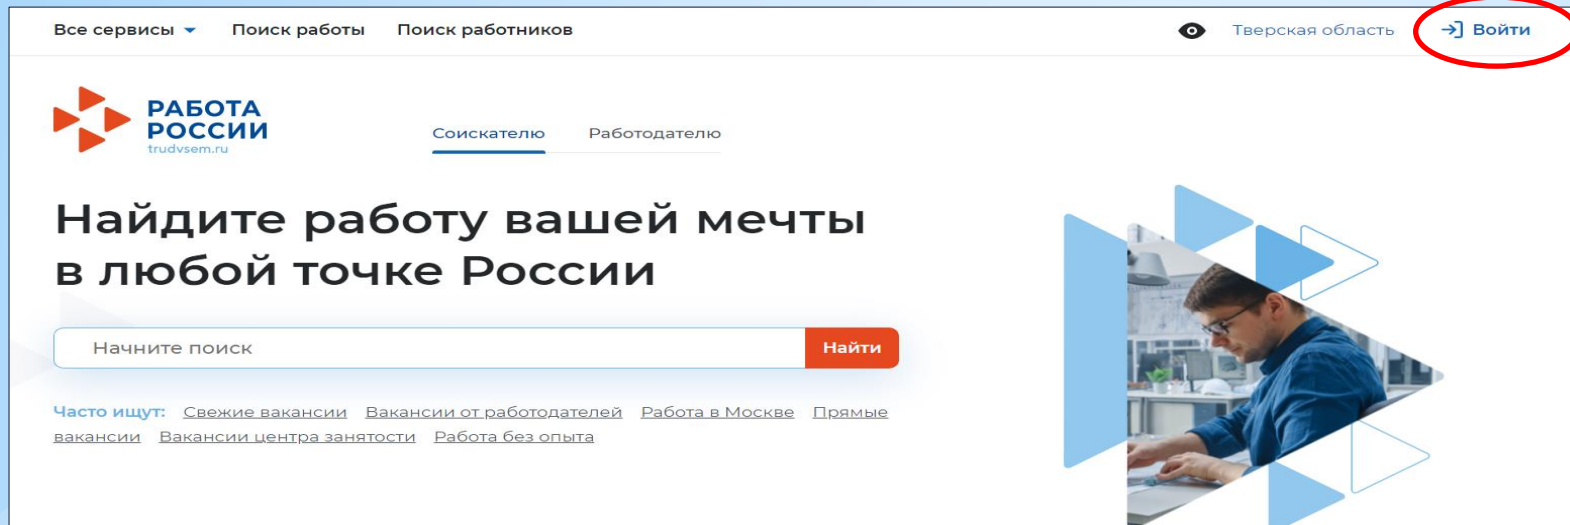 Все сервисы Поиск работы Поиск работников Тверская область Войти
РАБОТА
РОССИИ
trudvsem.ru
Соискателю Работодателю
Найдите работу вашей мечты
в любой точке России
Начните поиск Найти
Часто ищут: Свежие вакансии Вакансии от работодателей Работа в Москве Прямые
вакансии Вакансии центра занятости Работа без опыта